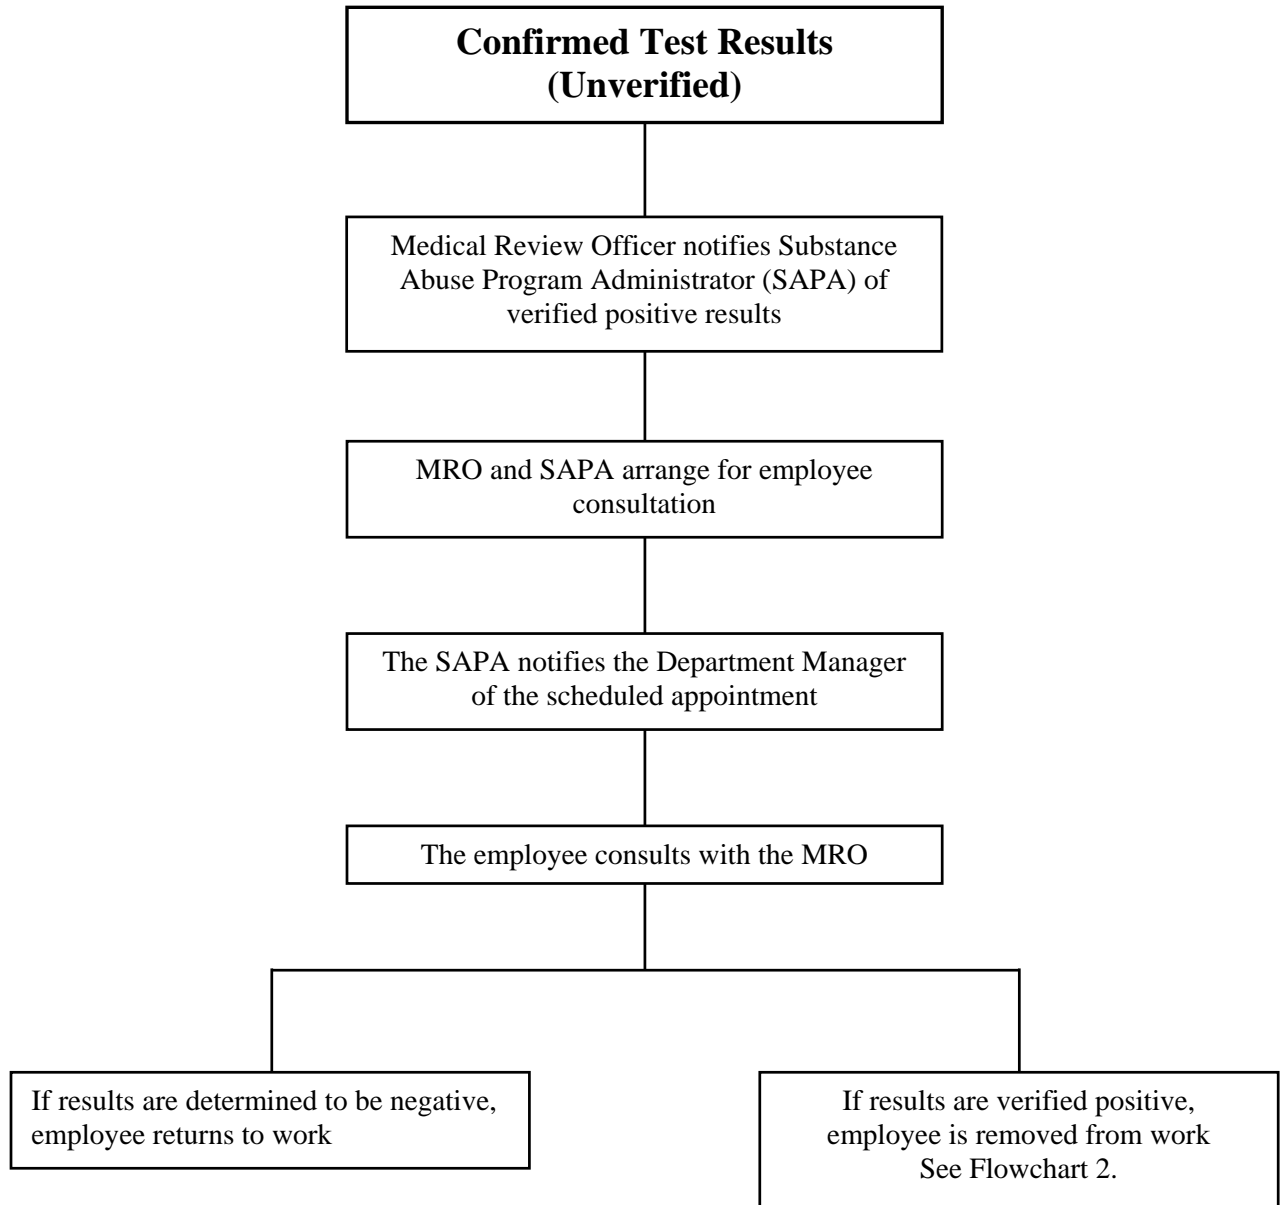 Confirmed Test Results
(Unverified)
Medical Review Officer notifies Substance
Abuse Program Administrator (SAPA) of
verified positive results
MRO and SAPA arrange for employee
consultation
The SAPA notifies the Department Manager
of the scheduled appointment
The employee consults with the MRO
If results are determined to be negative,
employee returns to work
If results are verified positive,
employee is removed from work
See Flowchart 2.